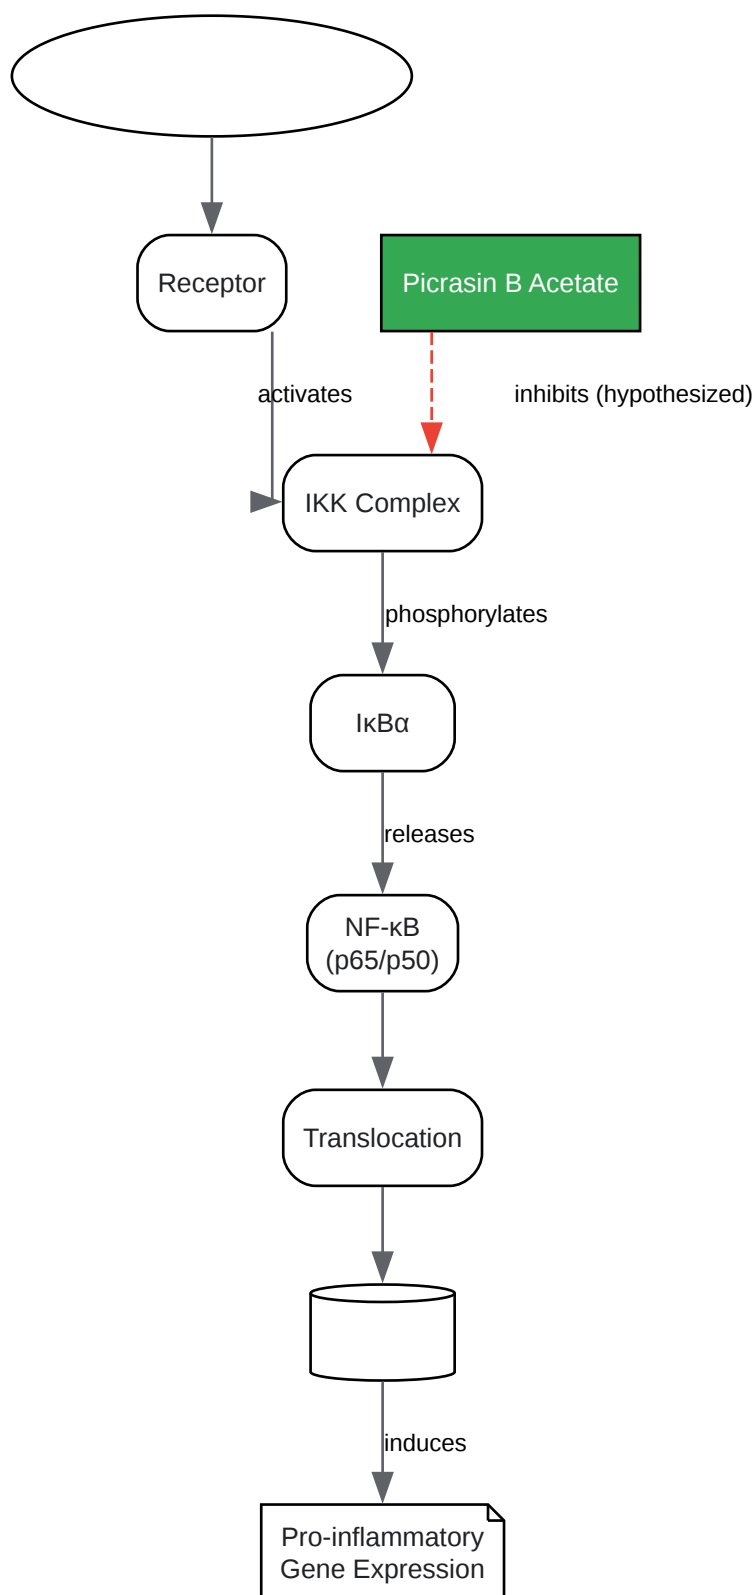 Receptor
Picrasin B Acetate
activates
inhibits (hypothesized)
IKK Complex
phosphorylates
IκBα
releases
NF-κB
(p65/p50)
Translocation
induces
Pro-inflammatory
Gene Expression